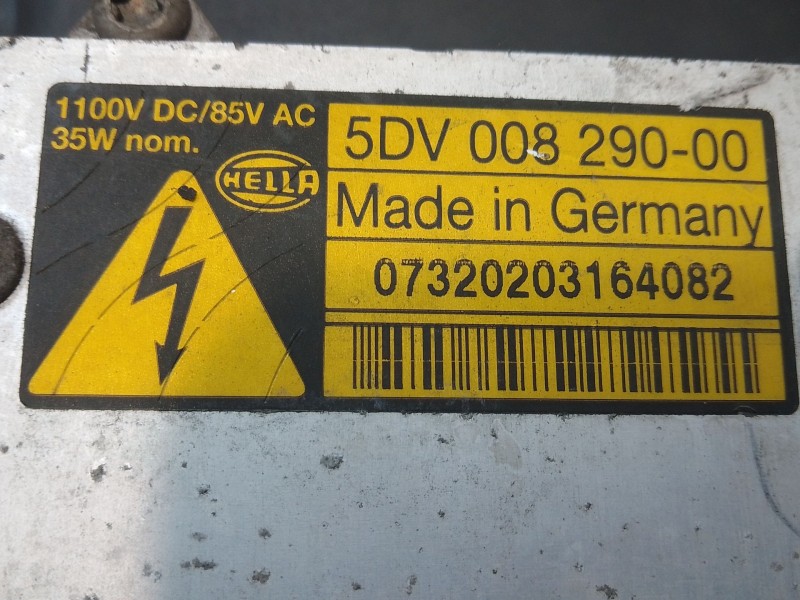 1100V DC/85V AC
35W nom.
HELLA
5DV 008 290-00
Made in Germany
07320203164082